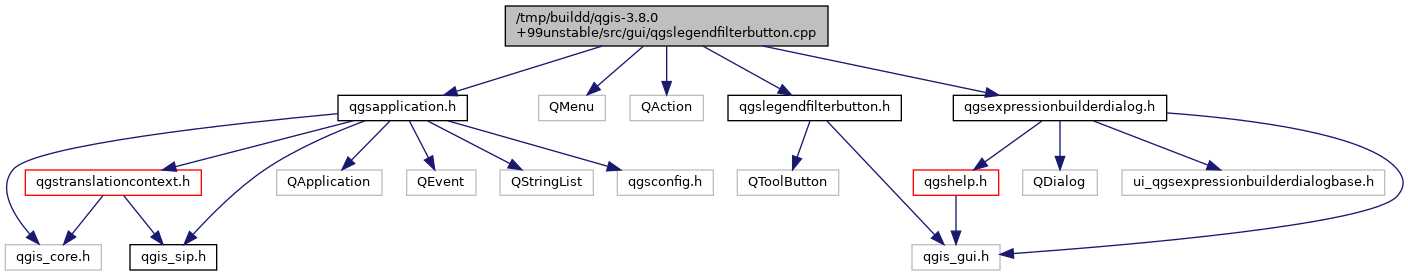 /tmp/buildd/qgis-3.8.0
+99unstable/src/gui/qgslegendfilterbutton.cpp
qgsapplication.h
QMenu
QAction
qgslegendfilterbutton.h
qgsexpressionbuilderdialog.h
qgstranslationcontext.h
QApplication
QEvent
QStringList
qgsconfig.h
QToolButton
qgshelp.h
QDialog
ui_qgsexpressionbuilderdialogbase.h
qgis_core.h
qgis_sip.h
qgis_gui.h